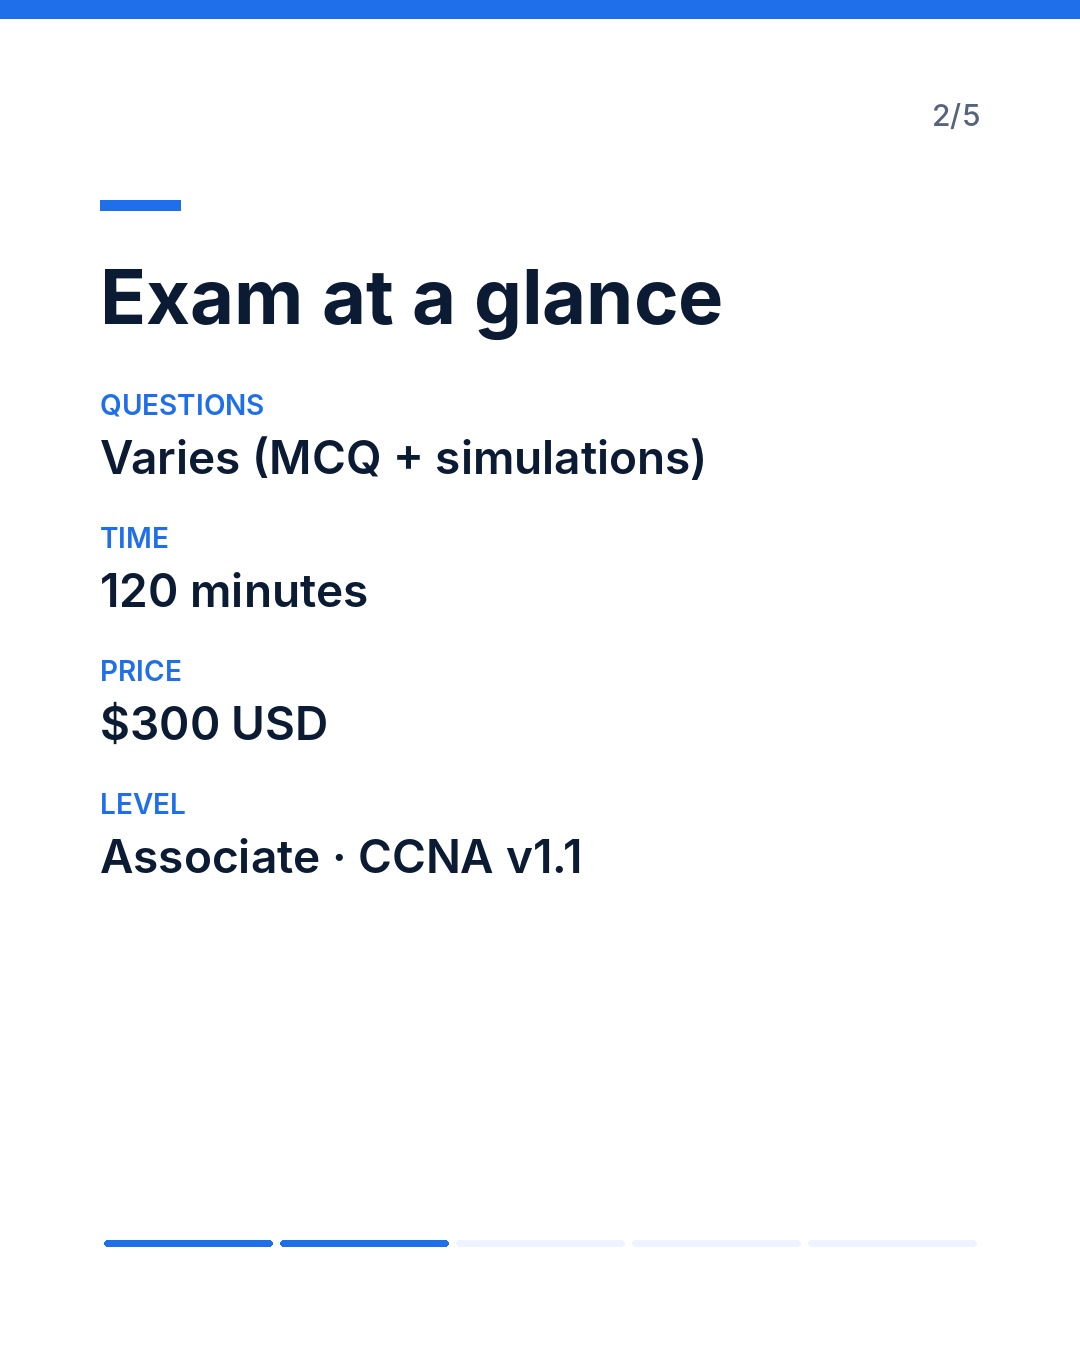 2/5
Exam at a glance
QUESTIONS
Varies (MCQ + simulations)
TIME
120 minutes
PRICE
$300 USD
LEVEL
Associate · CCNA v1.1